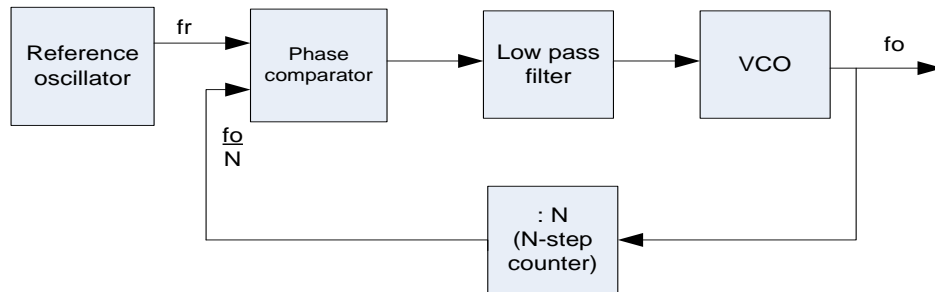 Reference
oscillator
fr
Phase
comparator
Low pass
filter
VCO
fo
fo
N
: N
(N-step
counter)